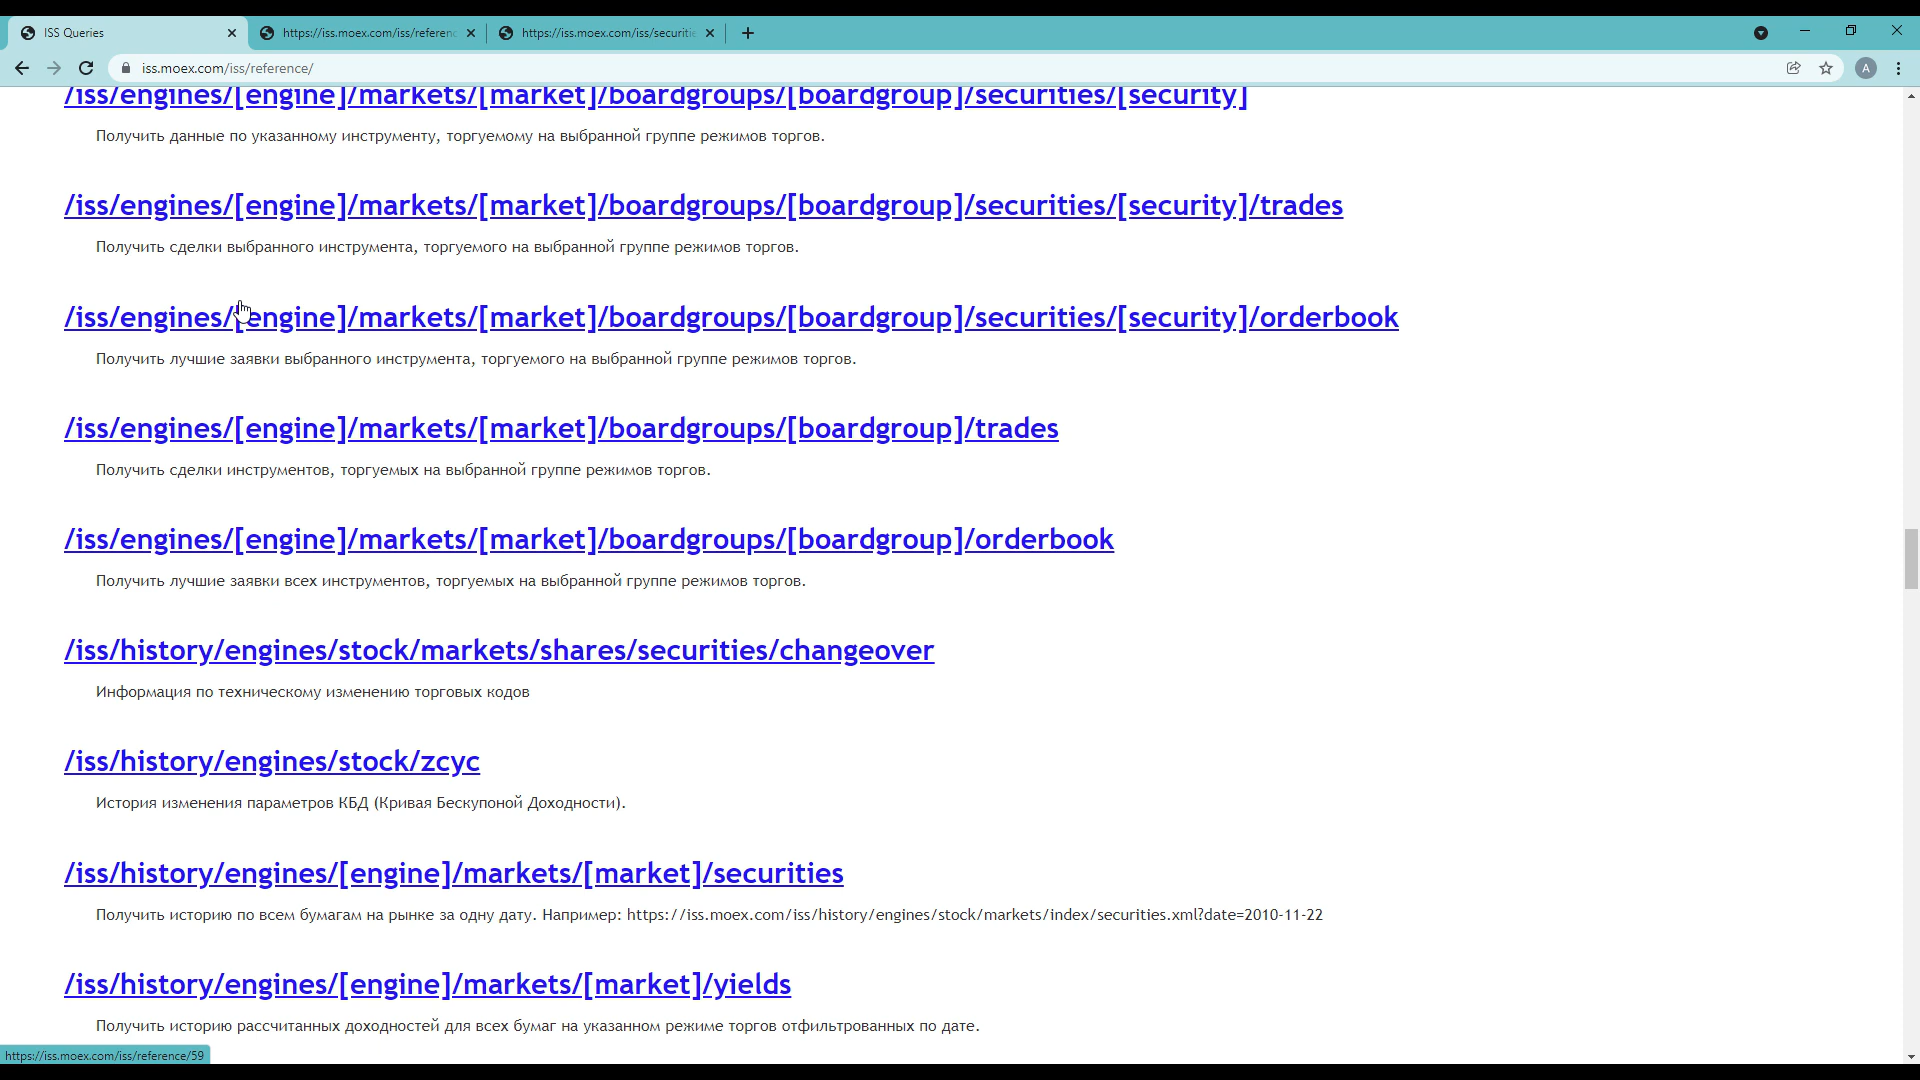 ISS Queries
https://iss.moex.com/iss/referenc
https://iss.moex.com/iss/securitie
iss.moex.com/iss/reference/
A
/iss/engines/[engine]/markets/[market]/boardgroups/[boardgroup]/securities/[security]
Получить данные по указанному инструменту, торгуемому на выбранной группе режимов торгов.
/iss/engines/[engine]/markets/[market]/boardgroups/[boardgroup]/securities/[security]/trades
Получить сделки выбранного инструмента, торгуемого на выбранной группе режимов торгов.
/iss/engines/[engine]/markets/[market]/boardgroups/[boardgroup]/securities/[security]/orderbook
Получить лучшие заявки выбранного инструмента, торгуемого на выбранной группе режимов торгов.
/iss/engines/[engine]/markets/[market]/boardgroups/[boardgroup]/trades
Получить сделки инструментов, торгуемых на выбранной группе режимов торгов.
/iss/engines/[engine]/markets/[market]/boardgroups/[boardgroup]/orderbook
Получить лучшие заявки всех инструментов, торгуемых на выбранной группе режимов торгов.
/iss/history/engines/stock/markets/shares/securities/changeover
Информация по техническому изменению торговых кодов
/iss/history/engines/stock/zcyc
История изменения параметров КБД (Кривая Бескупоной Доходности).
/iss/history/engines/[engine]/markets/[market]/securities
Получить историю по всем бумагам на рынке за одну дату. Например: https://iss.moex.com/iss/history/engines/stock/markets/index/securities.xml?date=2010-11-22
/iss/history/engines/[engine]/markets/[market]/yields
Получить историю рассчитанных доходностей для всех бумаг на указанном режиме торгов отфильтрованных по дате.
https://iss.moex.com/iss/reference/59